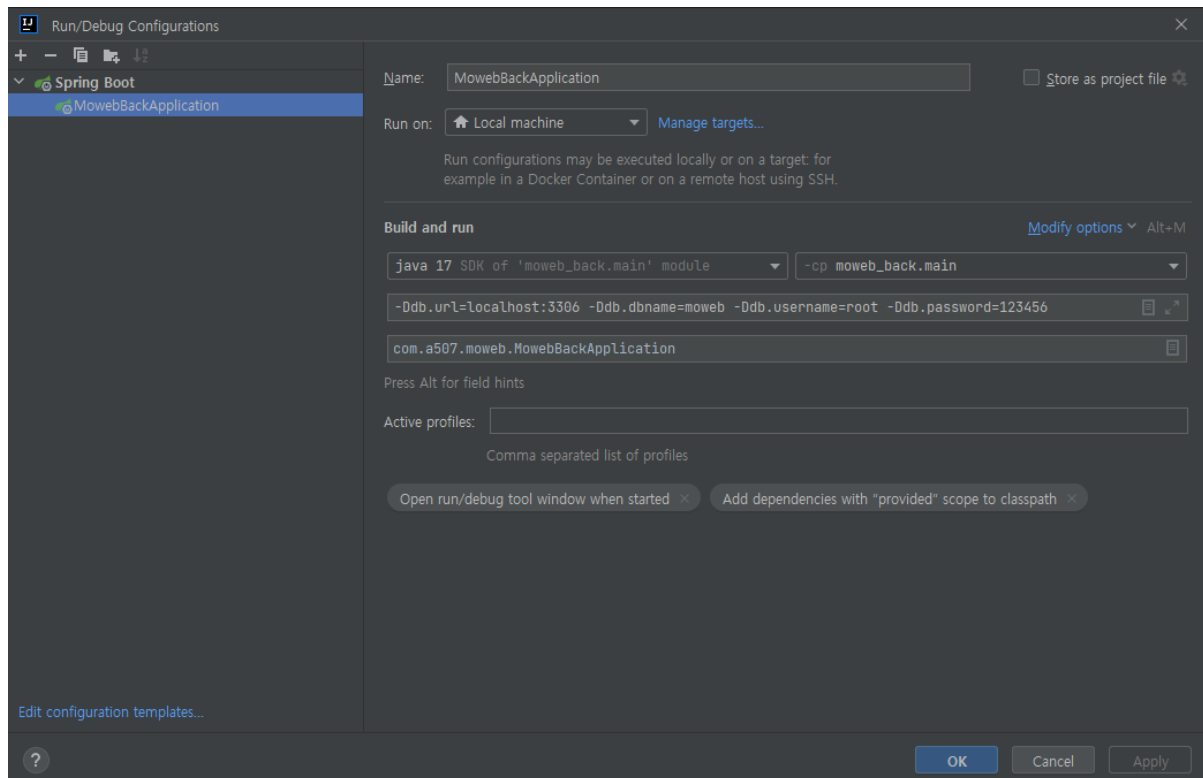 Run/Debug Configurations
Spring Boot
MowebBackApplication
Name: MowebBackApplication Store as project file
Run on: Local machine Manage targets...
Run configurations may be executed locally or on a target: for
example in a Docker Container or on a remote host using SSH.
Build and run Modify options Alt+M
java 17 SDK of 'moweb_back.main' module -cp moweb_back.main
-Ddb.url=localhost:3306 -Ddb.dbname=moweb -Ddb.username=root -Ddb.password=123456
com.a507.moweb.MowebBackApplication
Press Alt for field hints
Active profiles:
Comma separated list of profiles
Open run/debug tool window when started × Add dependencies with “provided” scope to classpath ×
Edit configuration templates...
? OK Cancel Apply